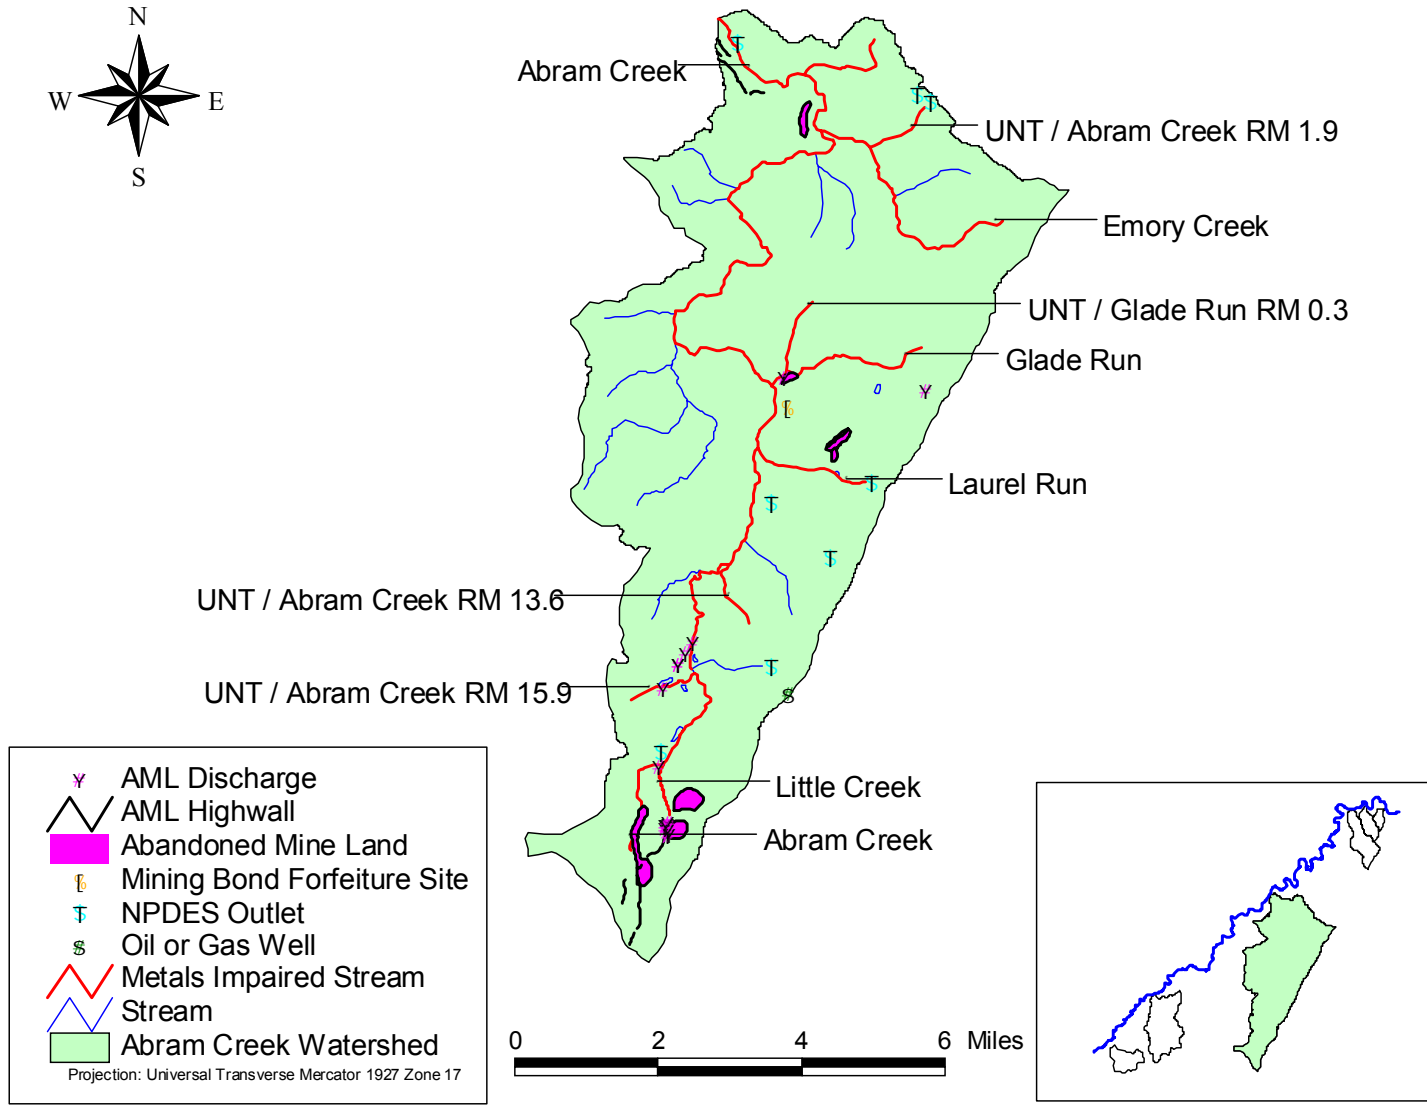 N
W
E
S
Abram Creek
UNT / Abram Creek RM 1.9
Emory Creek
UNT / Glade Run RM 0.3
Glade Run
Laurel Run
UNT / Abram Creek RM 13.6
UNT / Abram Creek RM 15.9
Little Creek
Abram Creek
AML Discharge
AML Highwall
Abandoned Mine Land
Mining Bond Forfeiture Site
NPDES Outlet
Oil or Gas Well
Metals Impaired Stream
Stream
Abram Creek Watershed
Projection: Universal Transverse Mercator 1927 Zone 17
0 2 4 6 Miles